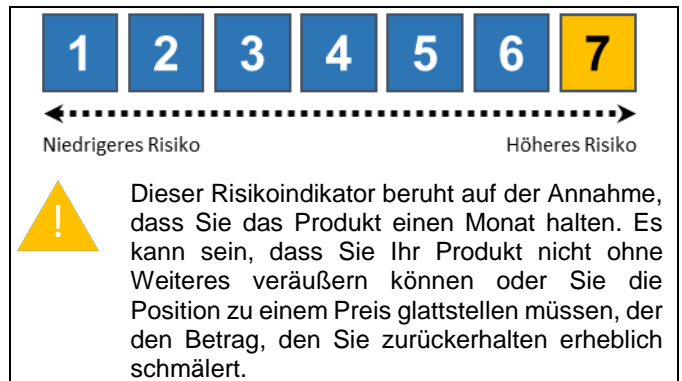 1 2 3 4 5 6 7
Niedrigeres Risiko Höheres Risiko
!
Dieser Risikoindikator beruht auf der Annahme,
dass Sie das Produkt einen Monat halten. Es
kann sein, dass Sie Ihr Produkt nicht ohne
Weiteres veräußern können oder Sie die
Position zu einem Preis glattstellen müssen, der
den Betrag, den Sie zurückerhalten erheblich
schmälert.